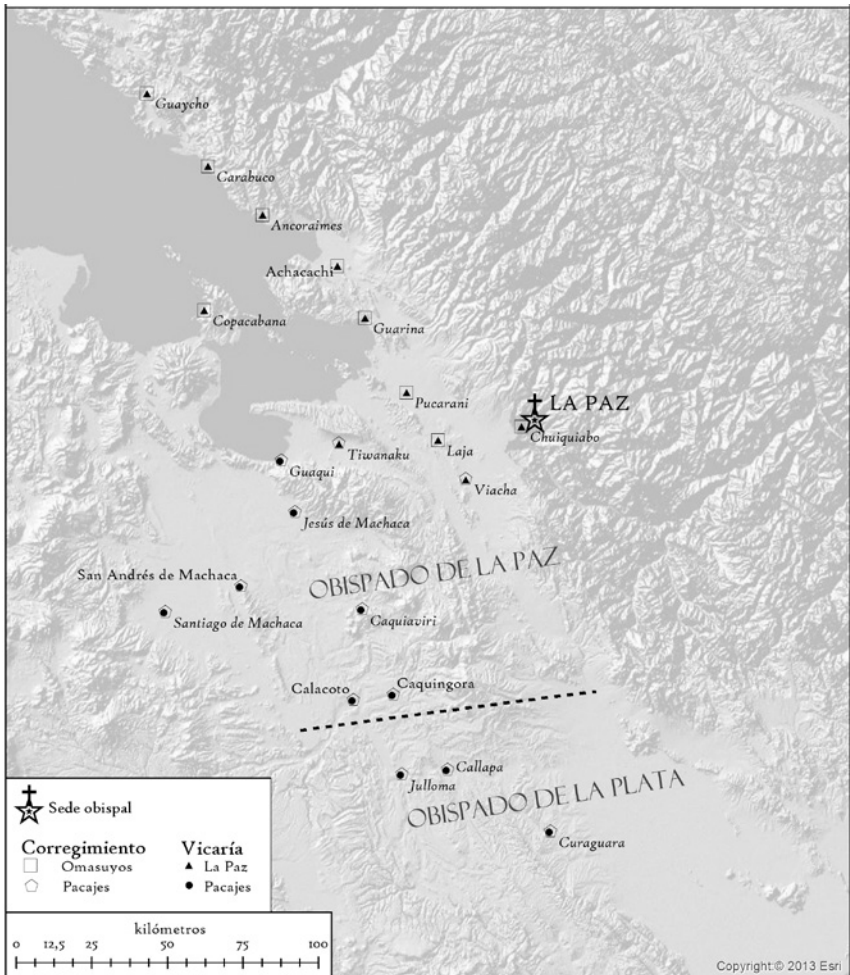 Guaycho
Garabuco
Ancoraimes
Achacachi
Copacabana
Guarina
Pucarani
LA PAZ
Chuiquiabo
Laja
Tiwanaku
Guaqui
Viacha
Jesús de Machaca
OBISPADO DE LA PAZ
San Andrés de Machaca
Santiago de Machaca
Caquiaviri
Calacoto
Caquingora
Callapa
Julloma
OBISPADO DE LA PLATA
Curaguara
Sede obispal
Corregimiento
Omasuyos
Pacajes
Vicaría
La Paz
Pacajes
kilómetros
0 12,5 25 50 75 100
Copyright:© 2013 Esri